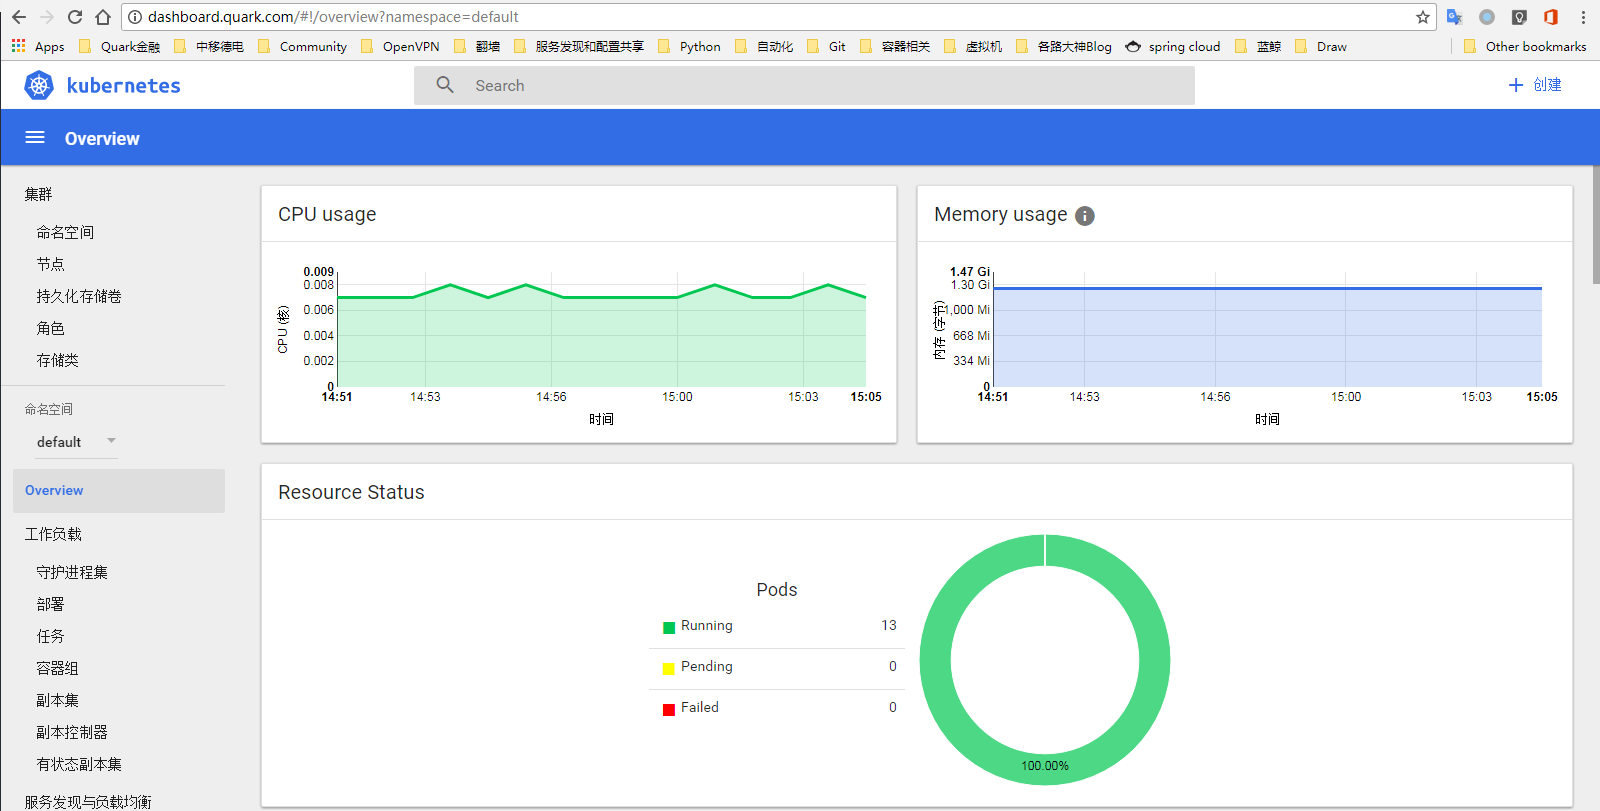 dashboard.quark.com/#!/overview?namespace=default
Apps Quark金融 中移德电 Community OpenVPN 翻墙 服务发现和配置共享 Python 自动化 Git 容器相关 虚拟机 各路大神Blog spring cloud 蓝鲸 Draw Other bookmarks
kubernetes Search 创建
Overview
集群
命名空间
节点
持久化存储卷
角色
存储类
命名空间
default
Overview
工作负载
守护进程集
部署
任务
容器组
副本集
副本控制器
有状态副本集
服务发现与负载均衡
CPU usage
CPU (核)
0.009
0.008
0.006
0.004
0.002
0
14:51 14:53 14:56 15:00 15:03 15:05
时间
Memory usage
内存 (字节)
1.47 Gi
1.30 Gi
1,000 Mi
668 Mi
334 Mi
0
14:51 14:53 14:56 15:00 15:03 15:05
时间
Resource Status
Pods
Running 13
Pending 0
Failed 0
100.00%